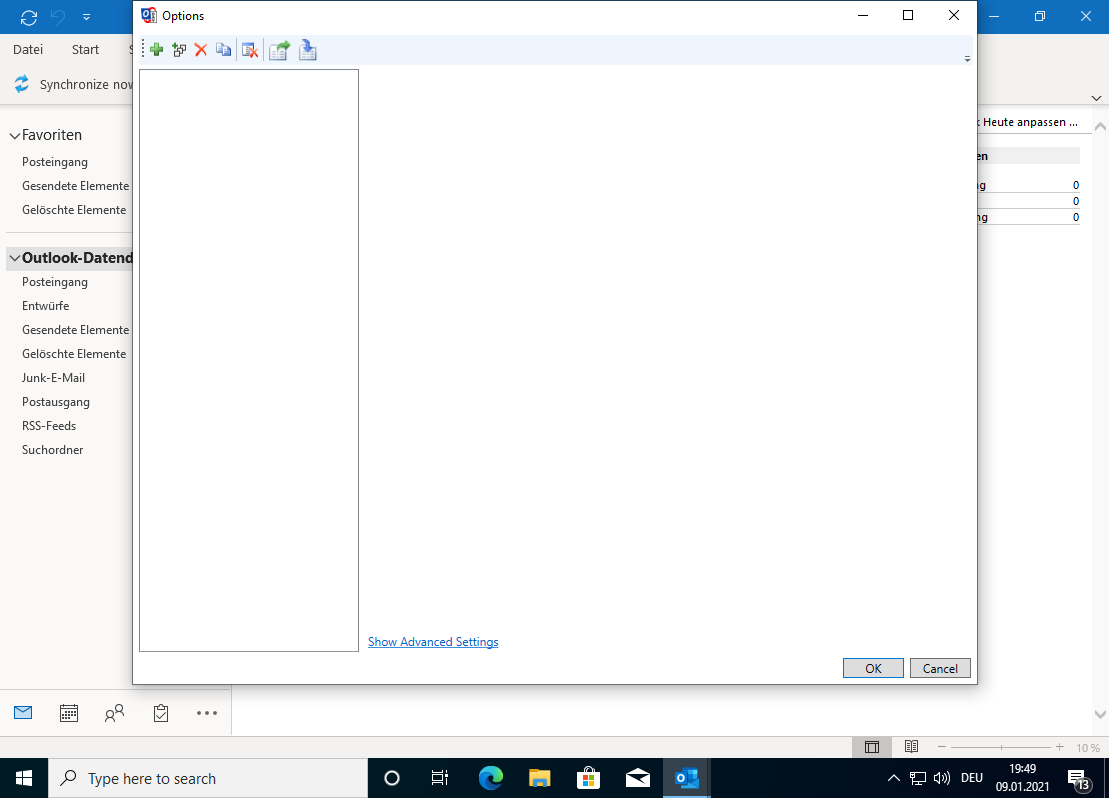 Options
Datei Start
Synchronize now
Favoriten
Posteingang
Gesendete Elemente
Gelöschte Elemente
Outlook-Datend
Posteingang
Entwürfe
Gesendete Elemente
Gelöschte Elemente
Junk-E-Mail
Postausgang
RSS-Feeds
Suchordner
Heute anpassen ...
en
ng 0
0
ng 0
Show Advanced Settings
OK Cancel
10 %
Type here to search
DEU
19:49
09.01.2021
13